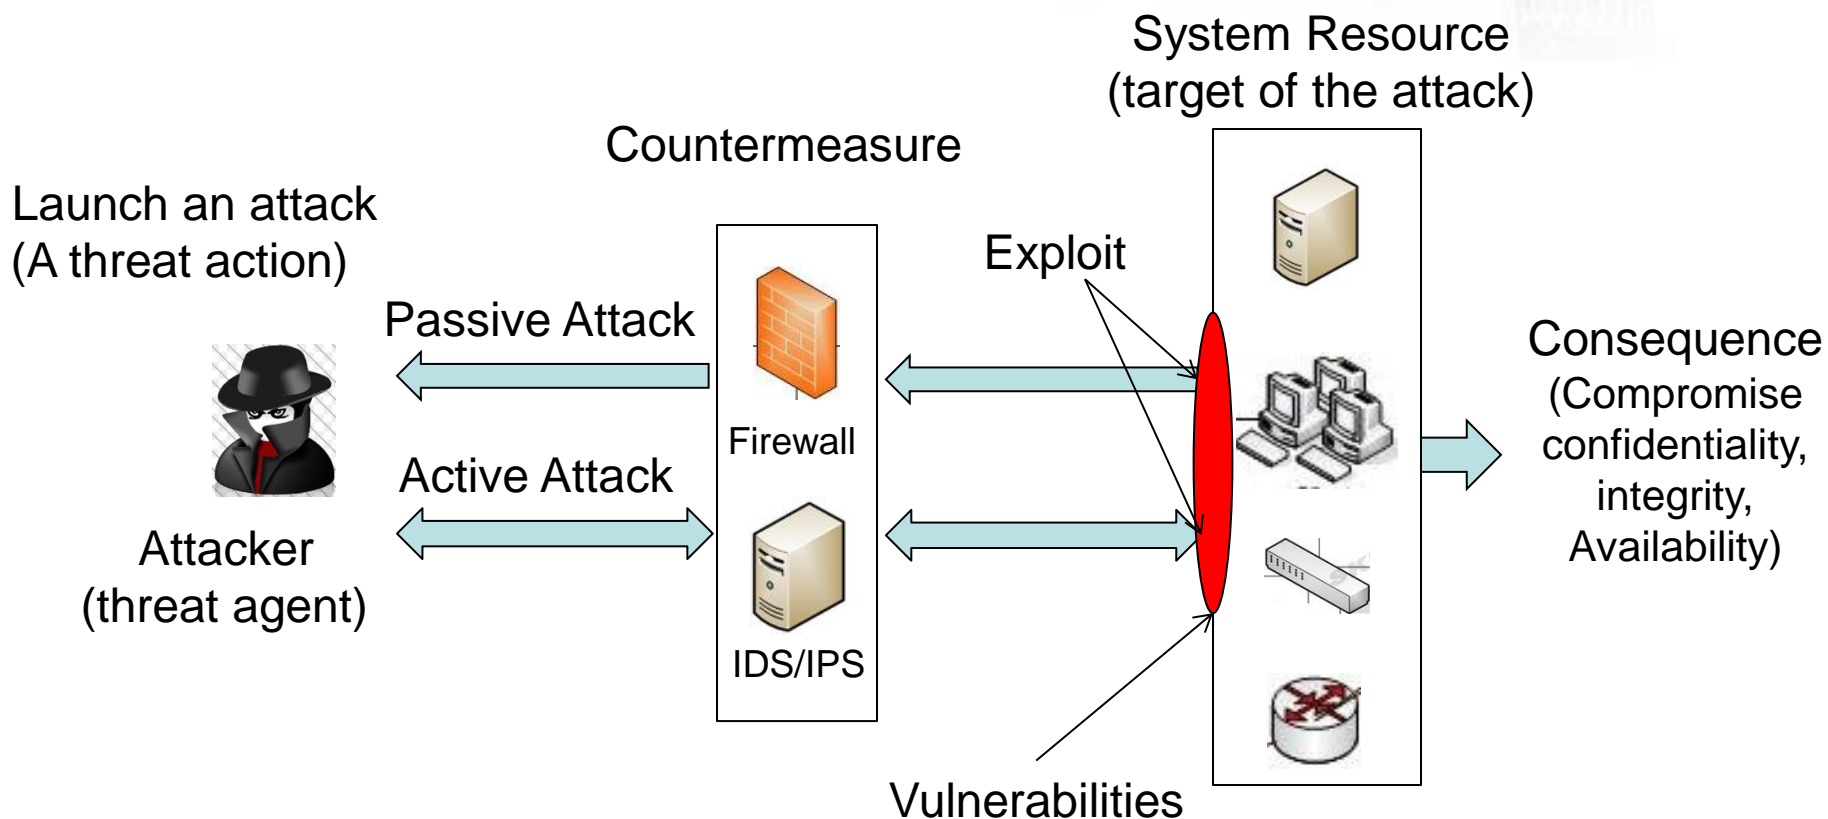 System Resource
(target of the attack)
Countermeasure
Launch an attack
(A threat action)
Exploit
Passive Attack
Consequence
(Compromise
confidentiality,
integrity,
Availability)
Firewall
Active Attack
Attacker
(threat agent)
IDS/IPS
Vulnerabilities